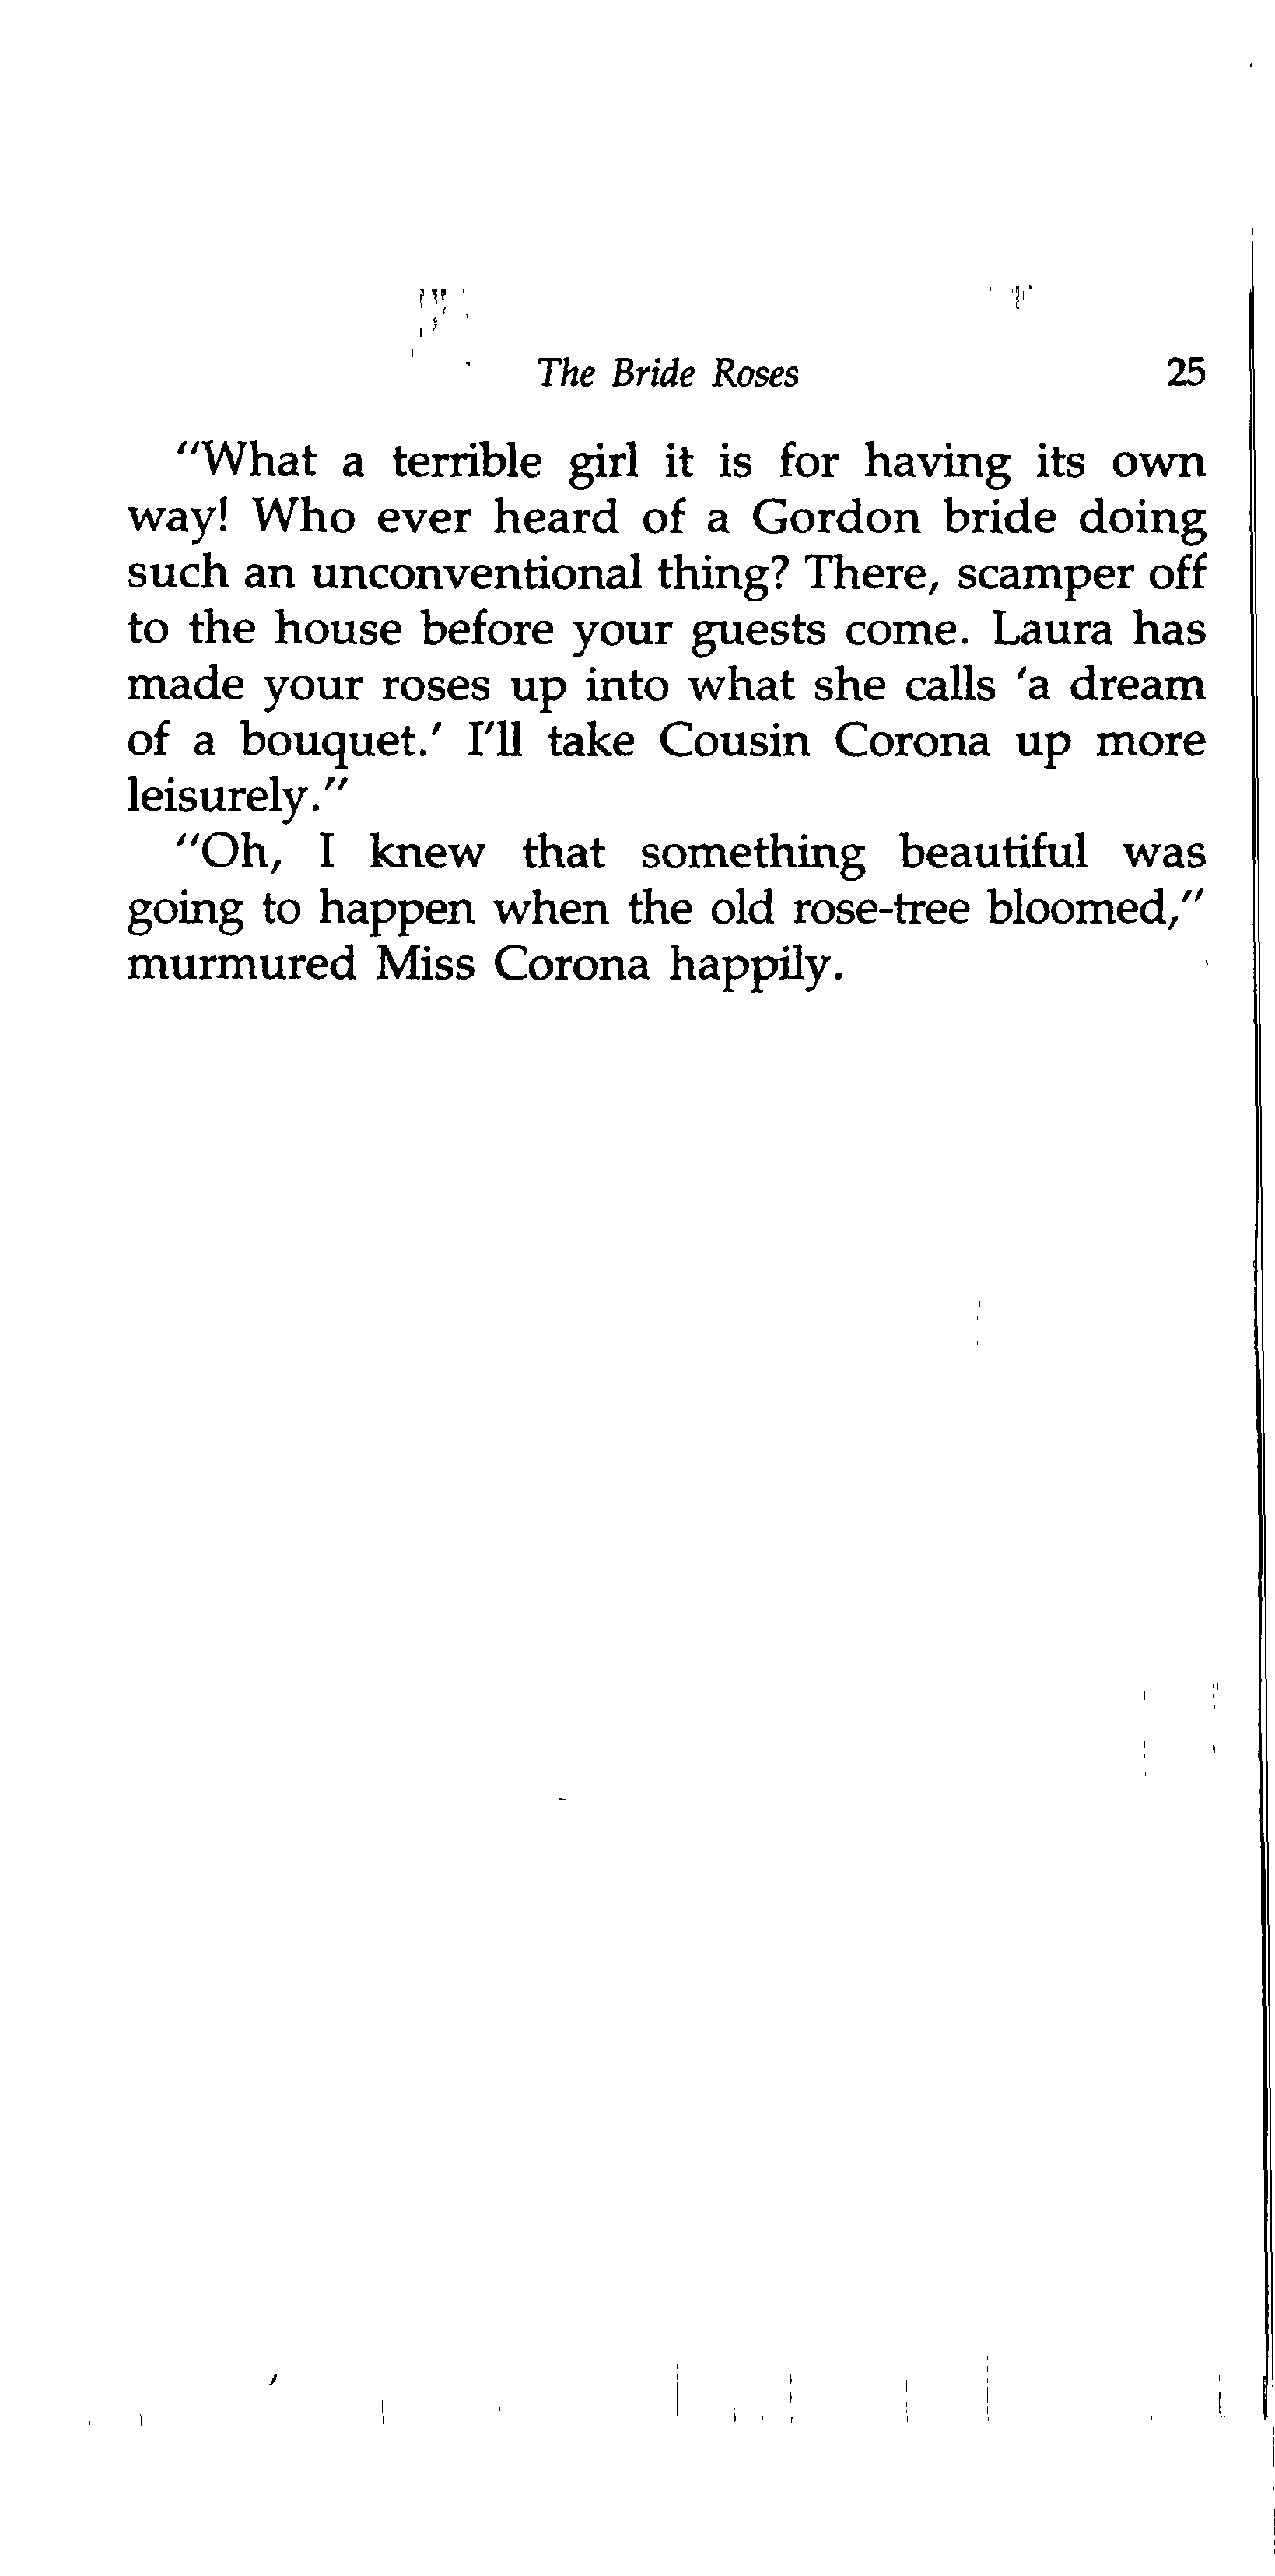 The Bride Roses 25
"What a terrible girl it is for having its own
way! Who ever heard of a Gordon bride doing
such an unconventional thing? There, scamper off
to the house before your guests come. Laura has
made your roses up into what she calls 'a dream
of a bouquet.' I'll take Cousin Corona up more
leisurely."
"Oh, I knew that something beautiful was
going to happen when the old rose-tree bloomed,"
murmured Miss Corona happily.